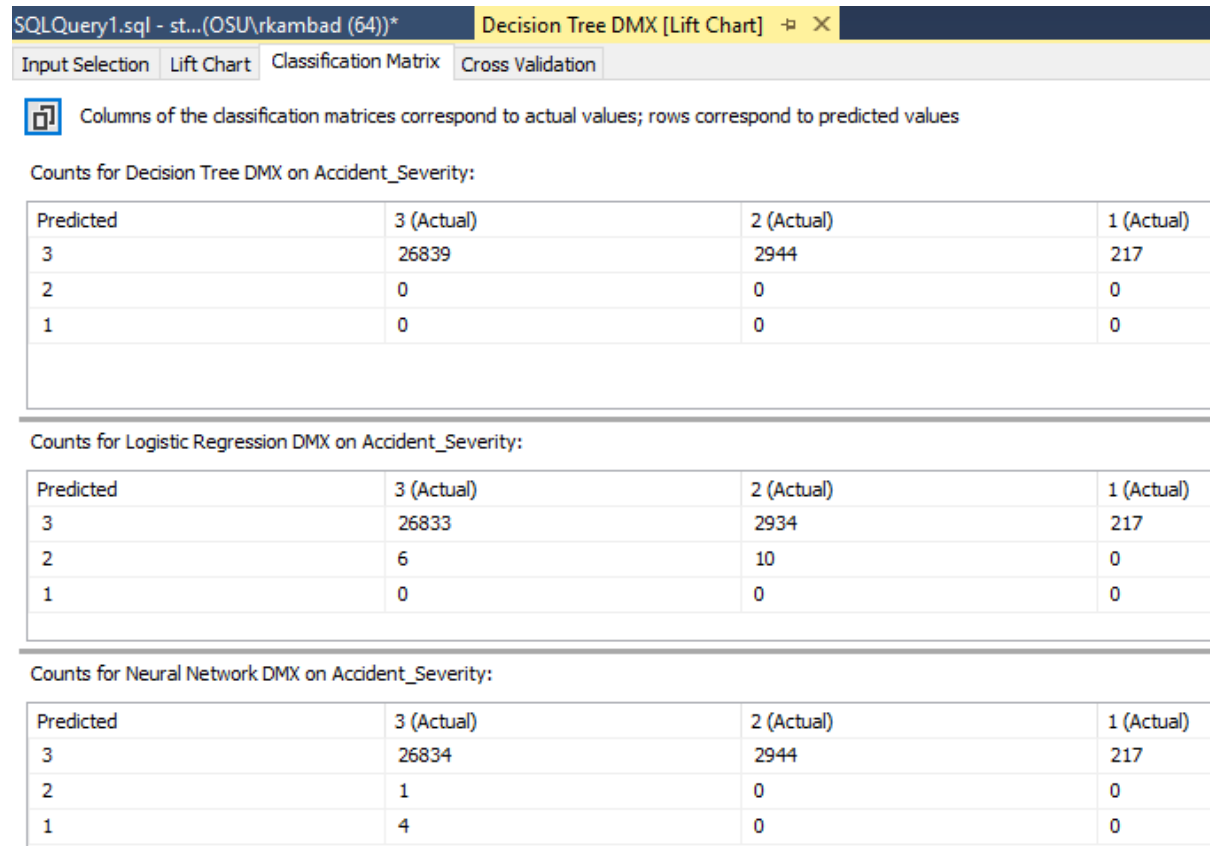 SQLQuery1.sql - st...(OSU\rkambad (64))* Decision Tree DMX [Lift Chart]
Input Selection Lift Chart Classification Matrix Cross Validation
Columns of the classification matrices correspond to actual values; rows correspond to predicted values
Counts for Decision Tree DMX on Accident_Severity:
Predicted 3 (Actual) 2 (Actual) 1 (Actual)
3 26839 2944 217
2 0 0 0
1 0 0 0
Counts for Logistic Regression DMX on Accident_Severity:
Predicted 3 (Actual) 2 (Actual) 1 (Actual)
3 26833 2934 217
2 6 10 0
1 0 0 0
Counts for Neural Network DMX on Accident_Severity:
Predicted 3 (Actual) 2 (Actual) 1 (Actual)
3 26834 2944 217
2 1 0 0
1 4 0 0